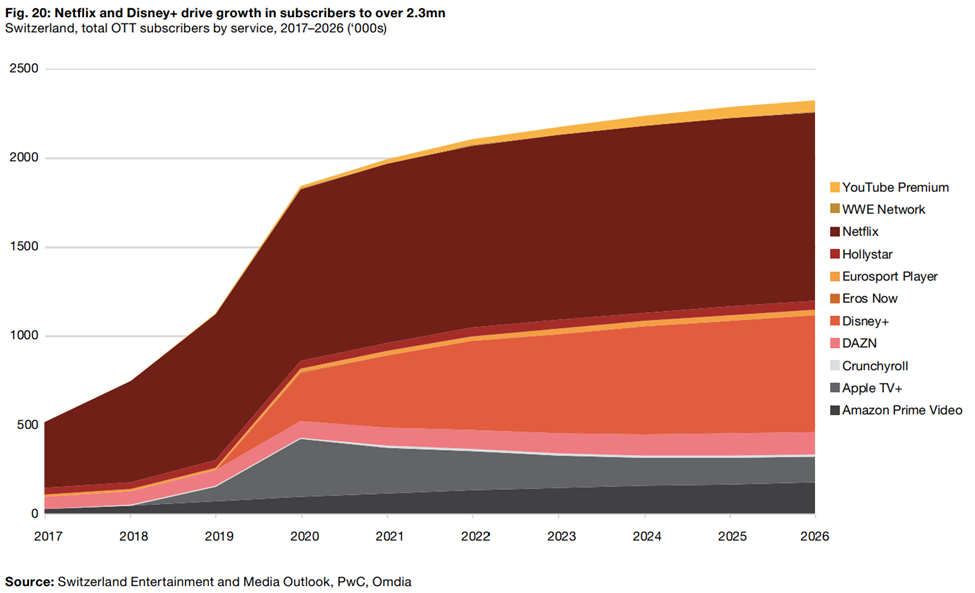 Fig. 20: Netflix and Disney+ drive growth in subscribers to over 2.3mn
Switzerland, total OTT subscribers by service, 2017–2026 (‘000s)
2500
2000
1500
1000
500
0
2017 2018 2019 2020 2021 2022 2023 2024 2025 2026
YouTube Premium
WWE Network
Netflix
Hollystar
Eurosport Player
Eros Now
Disney+
DAZN
Crunchyroll
Apple TV+
Amazon Prime Video
Source: Switzerland Entertainment and Media Outlook, PwC, Omdia